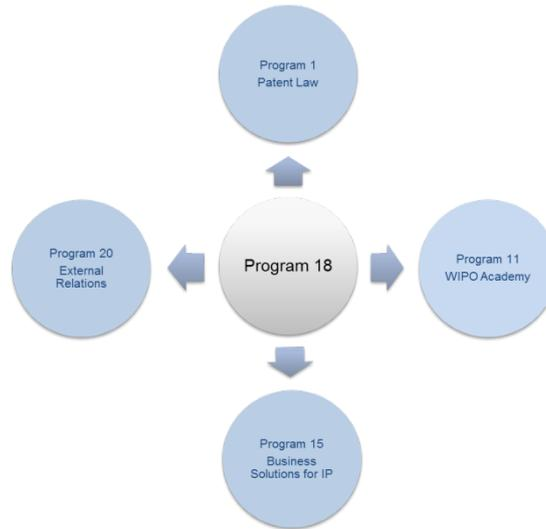 Program 1
Patent Law
Program 20
External
Relations
Program 18
Program 11
WIPO Academy
Program 15
Business
Solutions for IP